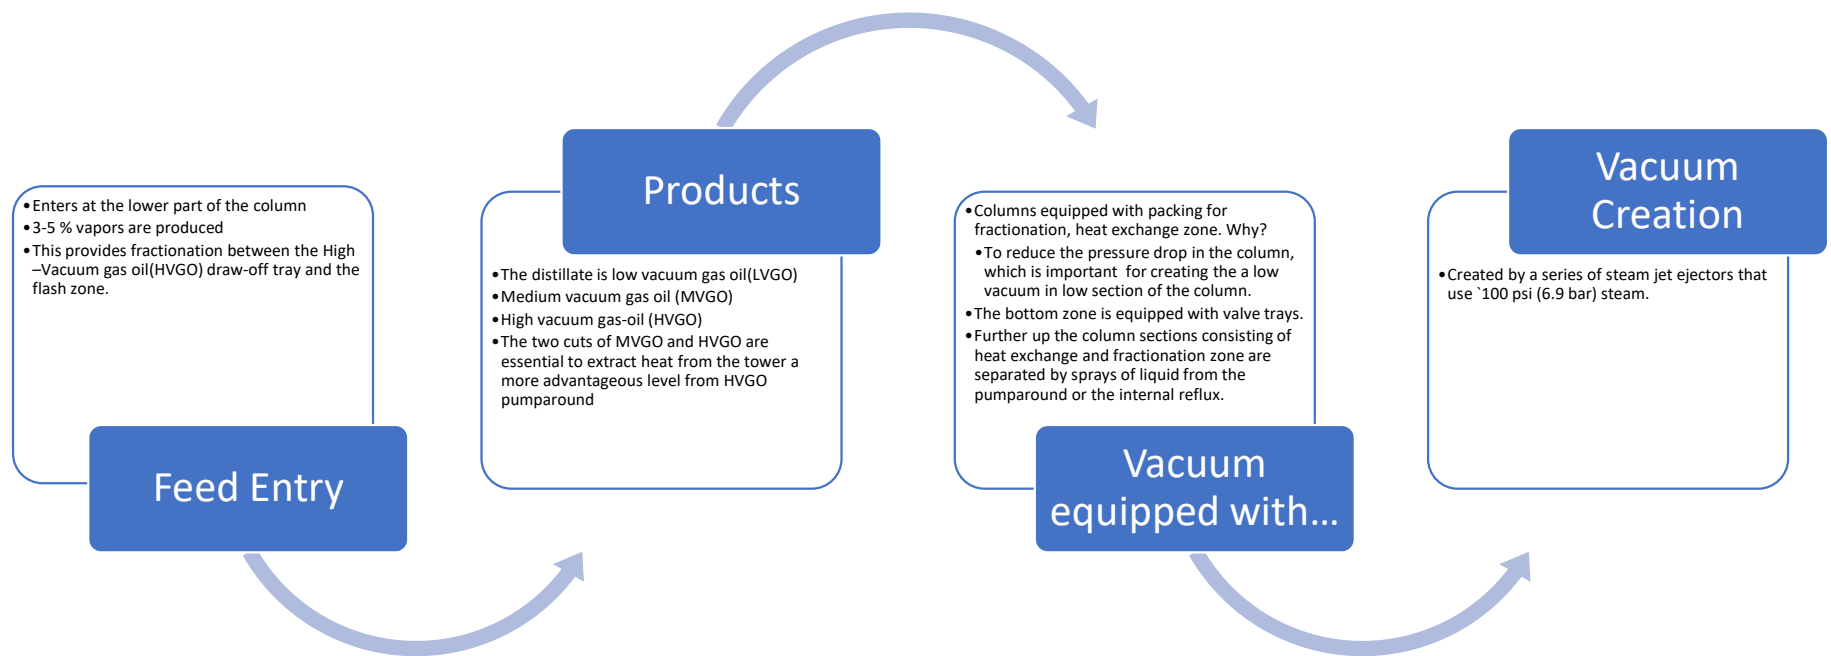 •Enters at the lower part of the column
•3-5 % vapors are produced
•This provides fractionation between the High
–Vacuum gas oil(HVGO) draw-off tray and the
flash zone.
Feed Entry
Products
•The distillate is low vacuum gas oil(LVGO)
•Medium vacuum gas oil (MVGO)
•High vacuum gas-oil (HVGO)
•The two cuts of MVGO and HVGO are
essential to extract heat from the tower a
more advantageous level from HVGO
pumparound
•Columns equipped with packing for
fractionation, heat exchange zone. Why?
•To reduce the pressure drop in the column,
which is important for creating the a low
vacuum in low section of the column.
•The bottom zone is equipped with valve trays.
•Further up the column sections consisting of
heat exchange and fractionation zone are
separated by sprays of liquid from the
pumparound or the internal reflux.
Vacuum
equipped with…
Vacuum
Creation
•Created by a series of steam jet ejectors that
use `100 psi (6.9 bar) steam.